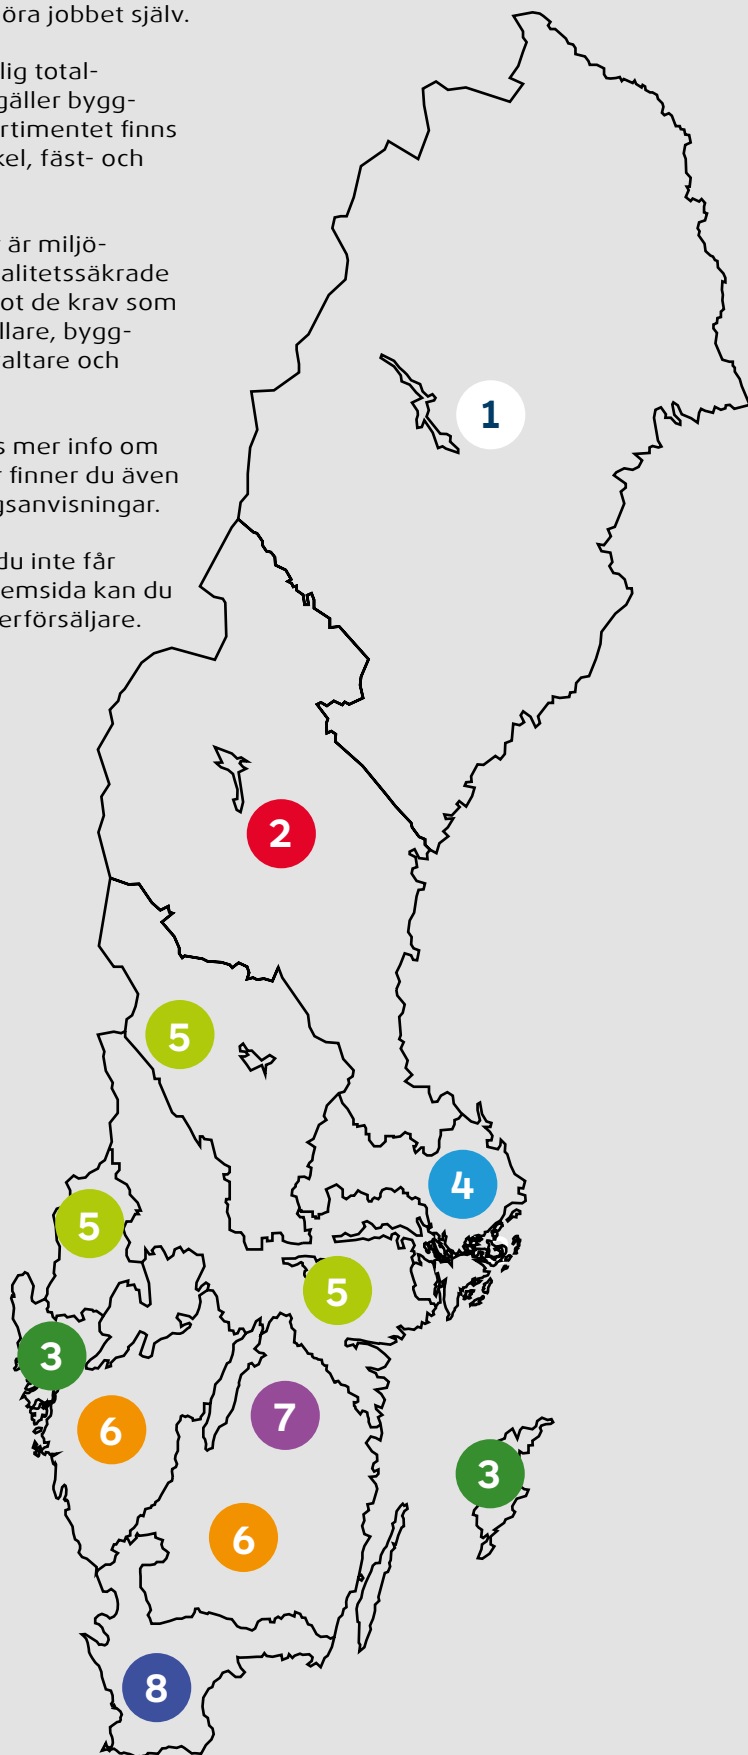 öra jobbet själv.
lig total-
gäller bygg-
rtimentet finns
kel, fäst- och
är miljö-
alitetssäkrade
ot de krav som
llare, bygg-
altare och
s mer info om
r finner du även
gsanvisningar.
du inte får
emsida kan du
erförsäljare.
1
2
5
4
5
5
3
6
7
3
6
8